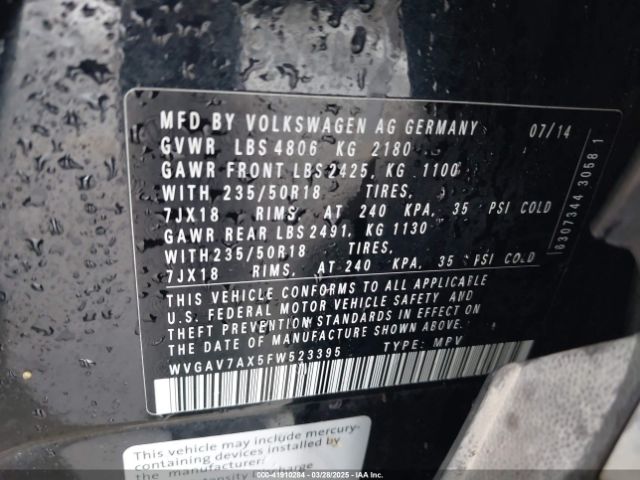 MFD BY VOLKSWAGEN AG GERMANY 07/14
GVWR LBS 4806 KG 2180
GAWR FRONT LBS 2425, KG 1100
WITH 235/50R18 TIRES,
7JX18 RIMS, AT 240 KPA, 35 PSI COLD
GAWR REAR LBS 2491, KG 1130
WITH 235/50R18 TIRES,
7JX18 RIMS, AT 240 KPA, 35 PSI COLD
THIS VEHICLE CONFORMS TO ALL APPLICABLE
U.S. FEDERAL MOTOR VEHICLE SAFETY AND
THEFT PREVENTION STANDARDS IN EFFECT ON
THE DATE OF MANUFACTURE SHOWN ABOVE.
WVGAV7AX5FW523395 TYPE: MPV
9307344 3058 1
This vehicle may include mercury-
containing devices installed by
the manufacturer:
000-41910284 | 03/28/2025 - IAA Inc.